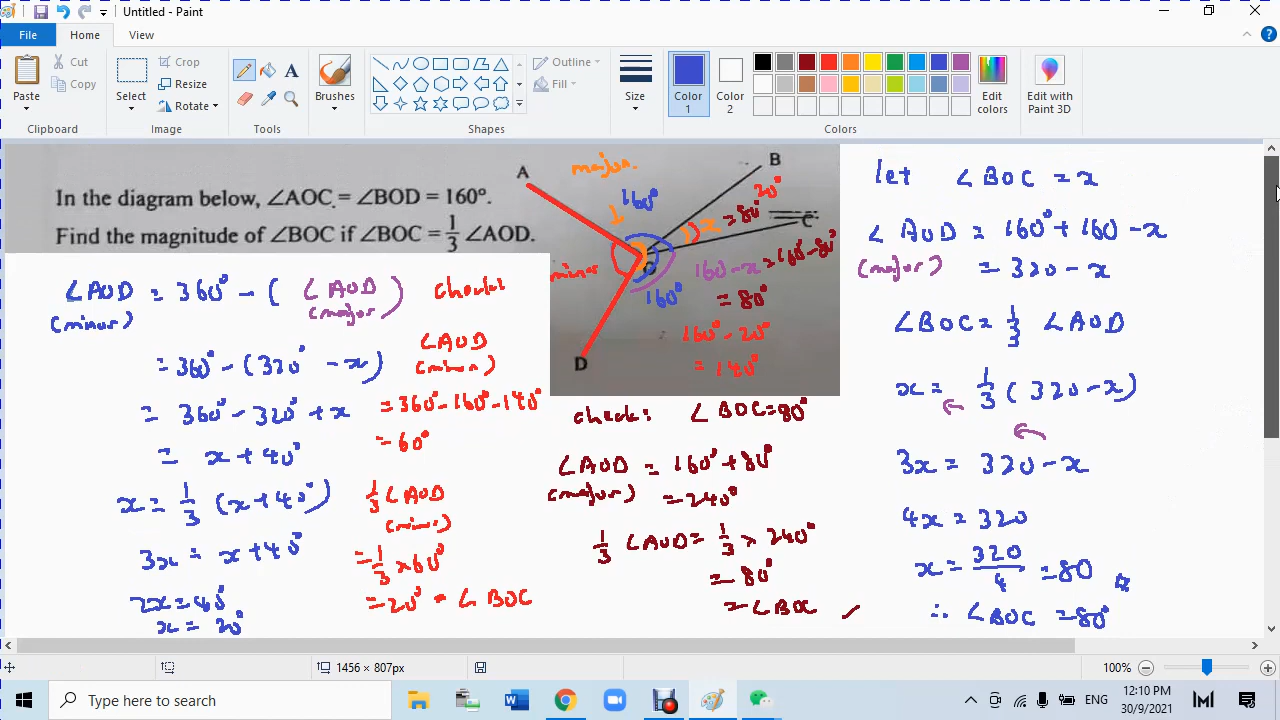 Untitled - Paint
File
Home
View
Paste
Cut
Copy
Clipboard
Select
Crop
Resize
Rotate
Image
A
Tools
Brushes
Outline
Fill
Shapes
Size
Color 1
Color 2
Edit colors
Edit with Paint 3D
Colors
In the diagram below, ∠AOC = ∠BOD = 160°.
Find the magnitude of ∠BOC if ∠BOC = 1/3 ∠AOD.
A
B
C
D
O
major.
160°
20°
x = 80°
minor
160-x = 160-80°
= 80°
160°
160°-20°
= 140°
∠AOD = 360° - ( ∠AOD )
(minor) (major)
= 360° - (320° - x)
= 360° - 320° + x
= x + 40°
x = 1/3 (x + 40°)
3x = x + 40°
2x = 40°
x = 20°
check:
∠AOD
(minor)
= 360° - 160° - 140°
= 60°
1/3 ∠AOD
(minor)
= 1/3 × 60°
= 20° = ∠BOC
check: ∠BOC = 80°
∠AOD = 160° + 80°
(major) = 240°
1/3 ∠AOD = 1/3 × 240°
= 80°
= ∠BOC
let ∠BOC = x
∠AOD = 160° + 160 - x
(major) = 320 - x
∠BOC = 1/3 ∠AOD
x = 1/3 (320 - x)
3x = 320 - x
4x = 320
x = 320/4 = 80
∴ ∠BOC = 80°
1456 × 807px
100%
Type here to search
ENG
12:10 PM
30/9/2021